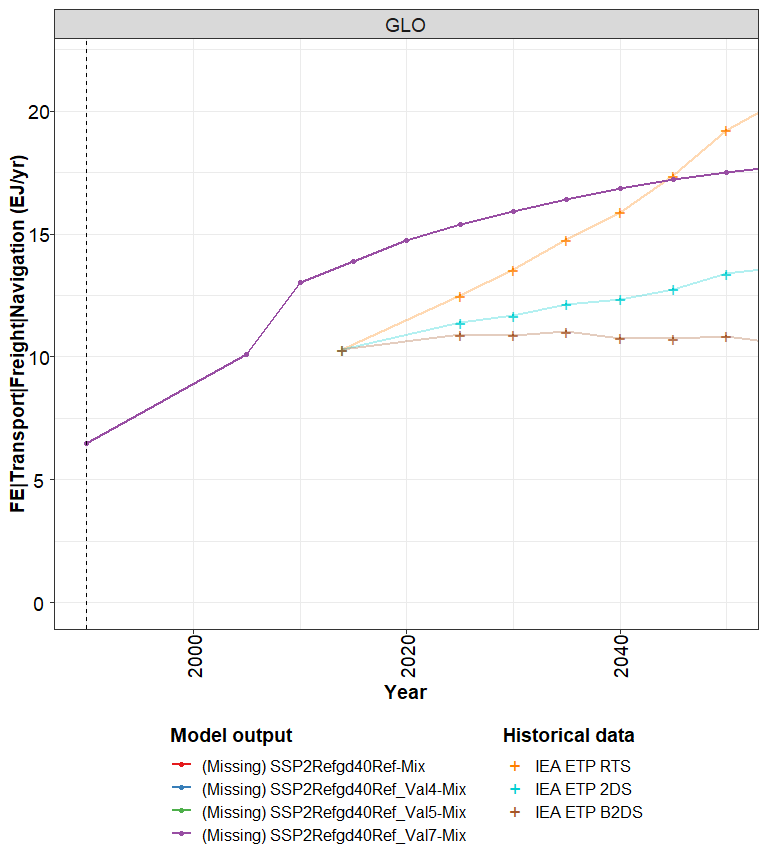 GLO
FE|Transport|Freight|Navigation (EJ/yr)
20
15
10
5
0
2000
2020
2040
Year
Model output
(Missing) SSP2Refgd40Ref-Mix
(Missing) SSP2Refgd40Ref_Val4-Mix
(Missing) SSP2Refgd40Ref_Val5-Mix
(Missing) SSP2Refgd40Ref_Val7-Mix
Historical data
IEA ETP RTS
IEA ETP 2DS
IEA ETP B2DS